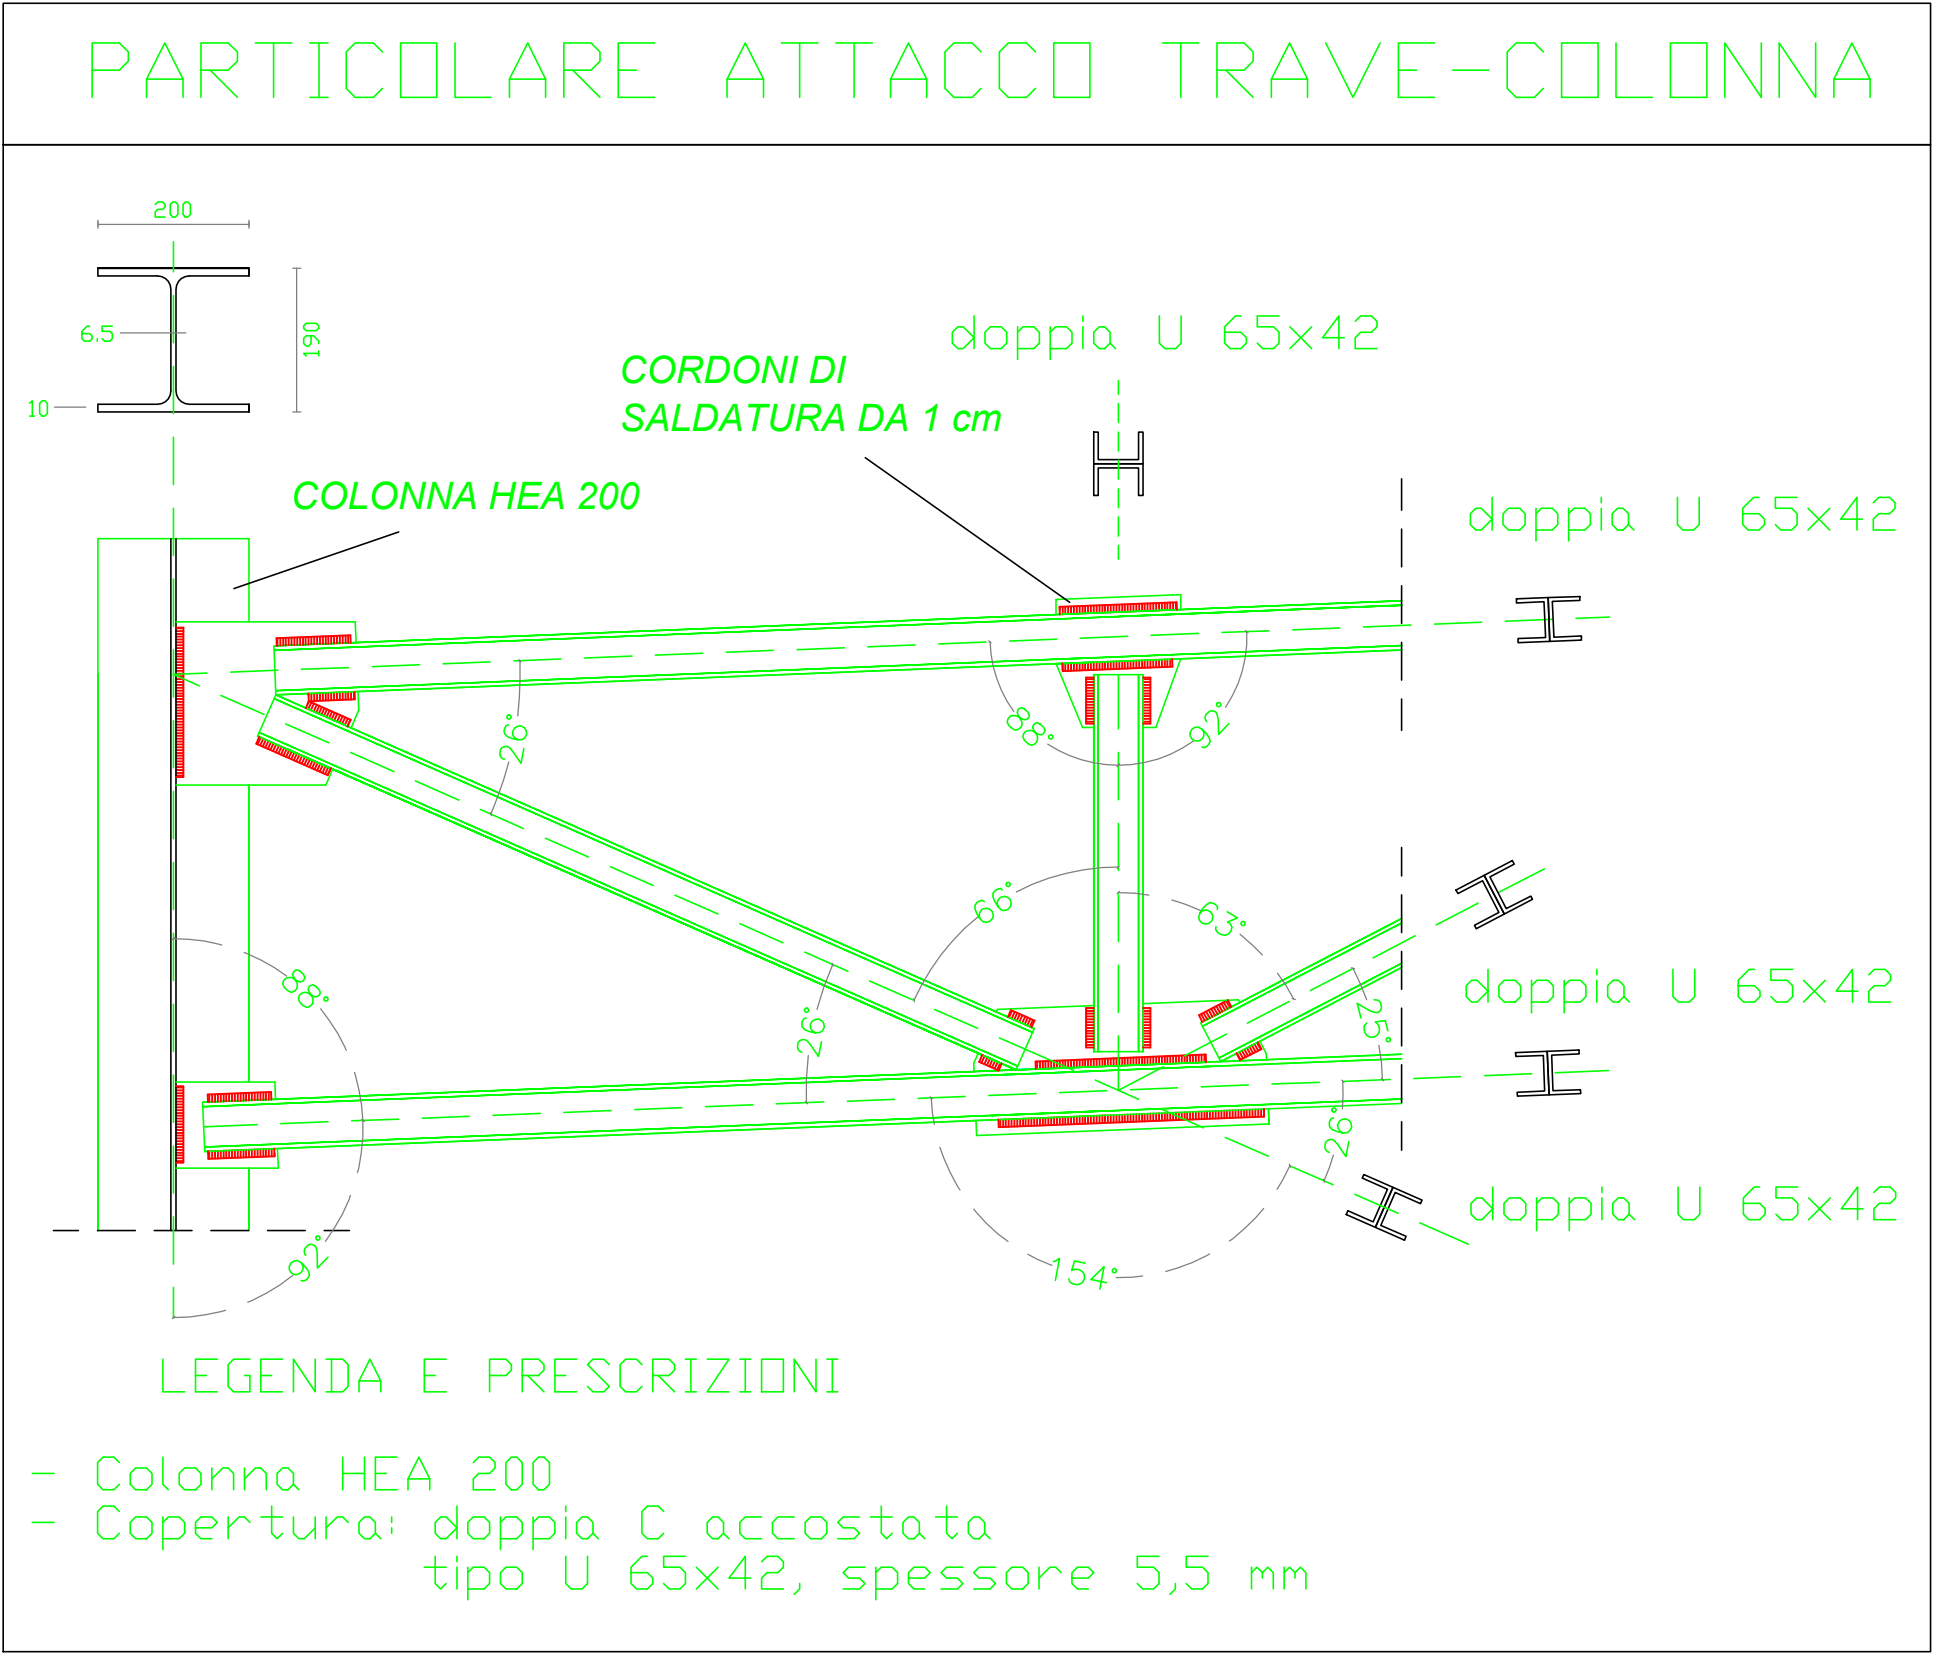 PARTICOLARE ATTACCO TRAVE-COLONNA
200
6.5
190
10
doppia U 65x42
CORDONI DI
SALDATURA DA 1 cm
COLONNA HEA 200
doppia U 65x42
26°
88°
92°
66°
63°
88°
26°
25°
doppia U 65x42
26°
doppia U 65x42
92°
154°
LEGENDA E PRESCRIZIONI
- Colonna HEA 200
- Copertura: doppia C accostata
tipo U 65x42, spessore 5,5 mm